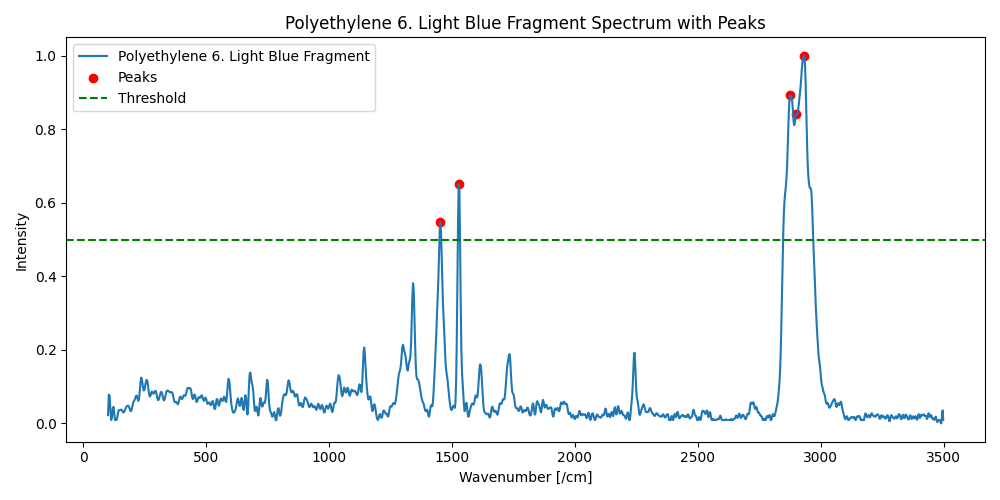 Polyethylene 6. Light Blue Fragment Spectrum with Peaks
Polyethylene 6. Light Blue Fragment
Peaks
Threshold
Intensity
1.0
0.8
0.6
0.4
0.2
0.0
0 500 1000 1500 2000 2500 3000 3500
Wavenumber [/cm]